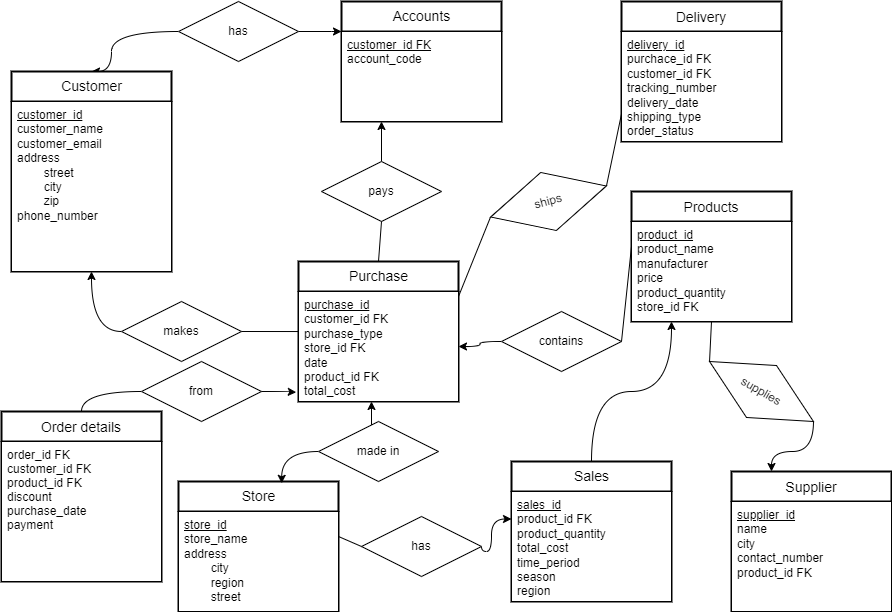 has
Accounts
customer_id FK
account_code
Delivery
delivery_id
purchace_id FK
customer_id FK
tracking_number
delivery_date
shipping_type
order_status
Customer
customer_id
customer_name
customer_email
address
street
city
zip
phone_number
pays
ships
Products
product_id
product_name
manufacturer
price
product_quantity
store_id FK
Purchase
purchase_id
customer_id FK
purchase_type
store_id FK
date
product_id FK
total_cost
makes
contains
from
supplies
Order details
order_id FK
customer_id FK
product_id FK
discount
purchase_date
payment
made in
Store
store_id
store_name
address
city
region
street
has
Sales
sales_id
product_id FK
product_quantity
total_cost
time_period
season
region
Supplier
supplier_id
name
city
contact_number
product_id FK